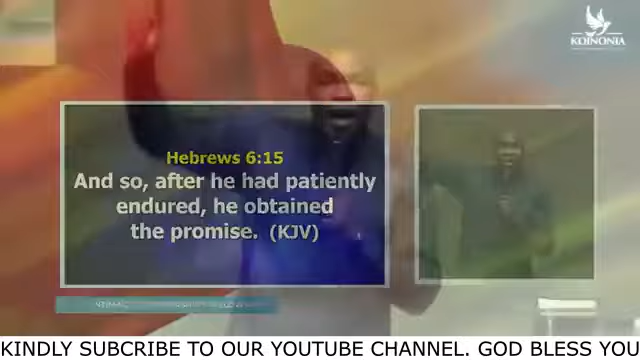 KOINONIA
Hebrews 6:15
And so, after he had patiently
endured, he obtained
the promise. (KJV)
KINDLY SUBCRIBE TO OUR YOUTUBE CHANNEL. GOD BLESS YOU